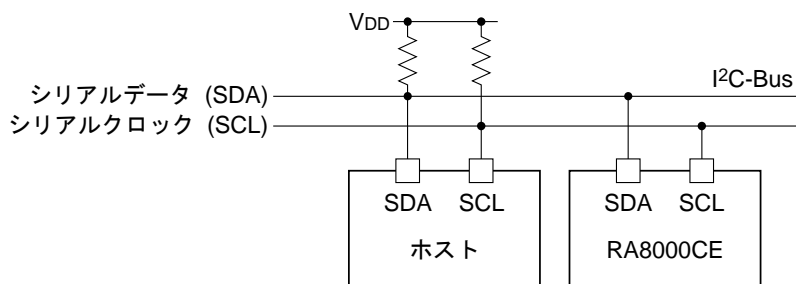 VDD
I²C-Bus
シリアルデータ (SDA)
シリアルクロック (SCL)
SDA SCL SDA SCL
ホスト RA8000CE